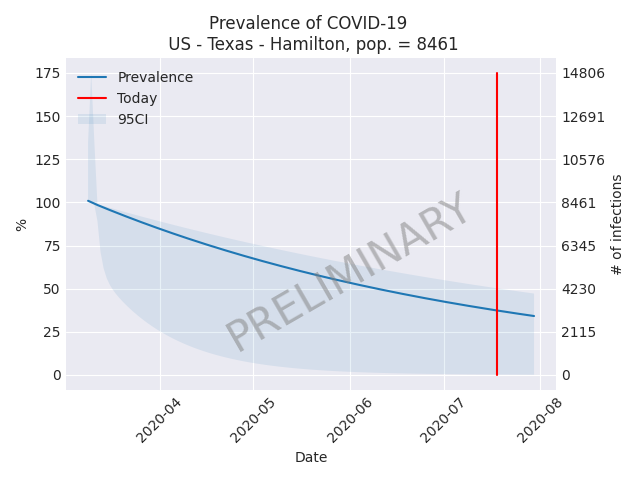 Prevalence of COVID-19
US - Texas - Hamilton, pop. = 8461
175
150
125
100
75
50
25
0
%
Prevalence
Today
95CI
PRELIMINARY
14806
12691
10576
8461
6345
4230
2115
0
# of infections
2020-04
2020-05
2020-06
2020-07
2020-08
Date